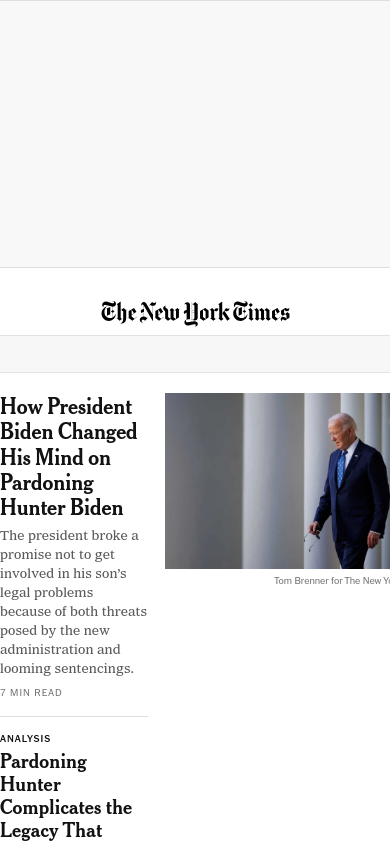 The New York Times
How President
Biden Changed
His Mind on
Pardoning
Hunter Biden
The president broke a
promise not to get
involved in his son’s
legal problems
because of both threats
posed by the new
administration and
looming sentencings.
7 MIN READ
Tom Brenner for The New Yo
ANALYSIS
Pardoning
Hunter
Complicates the
Legacy That